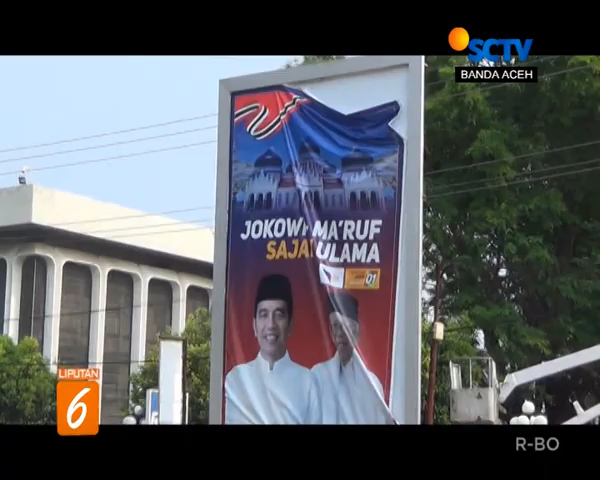 SCTV
BANDA ACEH
JOKOWI MA'RUF
SAJA ULAMA
01
LIPUTAN
6
R-BO